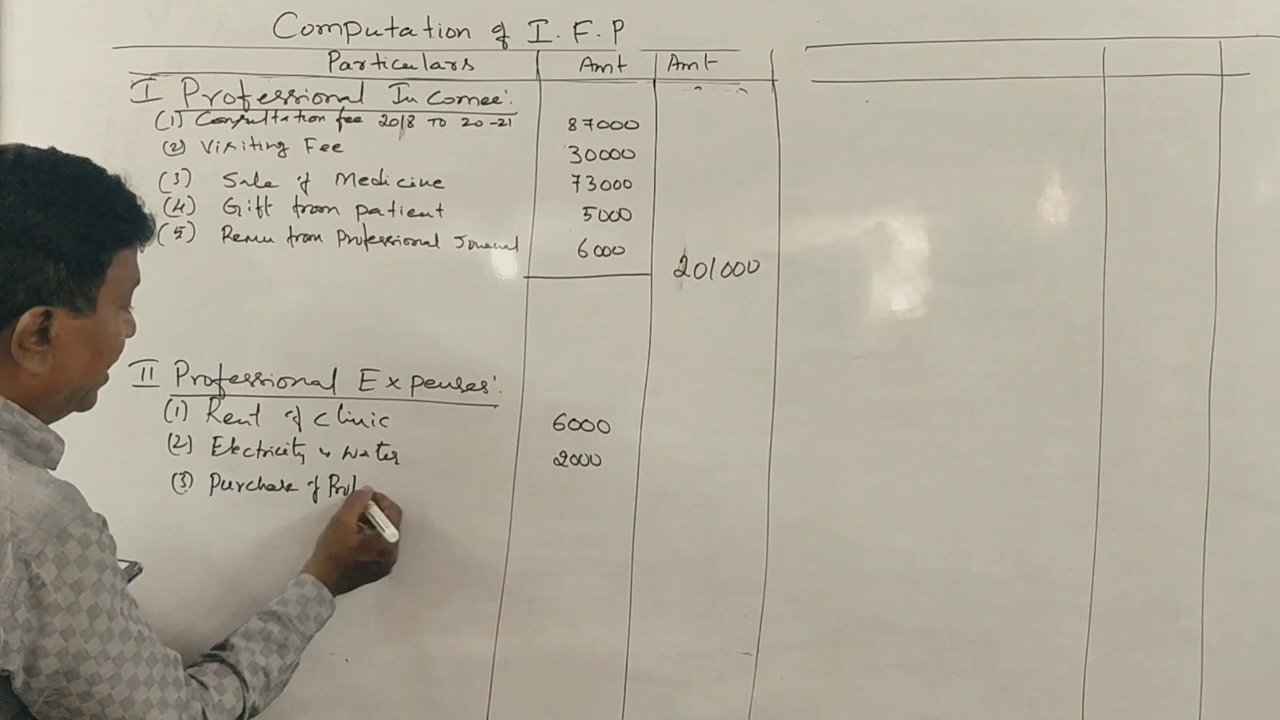 Computation of I.F.P
Particulars Amt Amt
I Professional Income:
(1) Consultation fee 2018 TO 20-21 87000
(2) Visiting Fee 30000
(3) Sale of Medicine 73000
(4) Gift from patient 5000
(5) Remu from Professional Journal 6000
201000
II Professional Expenses:
(1) Rent of clinic 6000
(2) Electricity & Water 2000
(3) Purchase of Prof